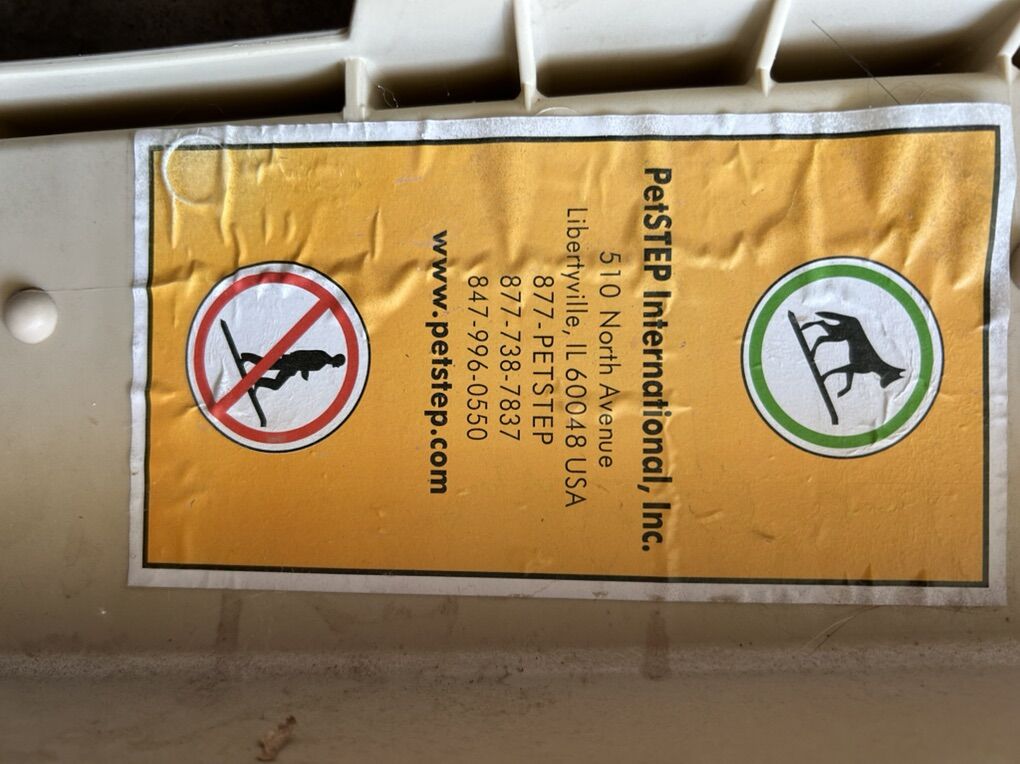 PetSTEP International, Inc.
510 North Avenue
Libertyville, IL 60048 USA
877-PETSTEP
877-738-7837
847-996-0550
www.petstep.com